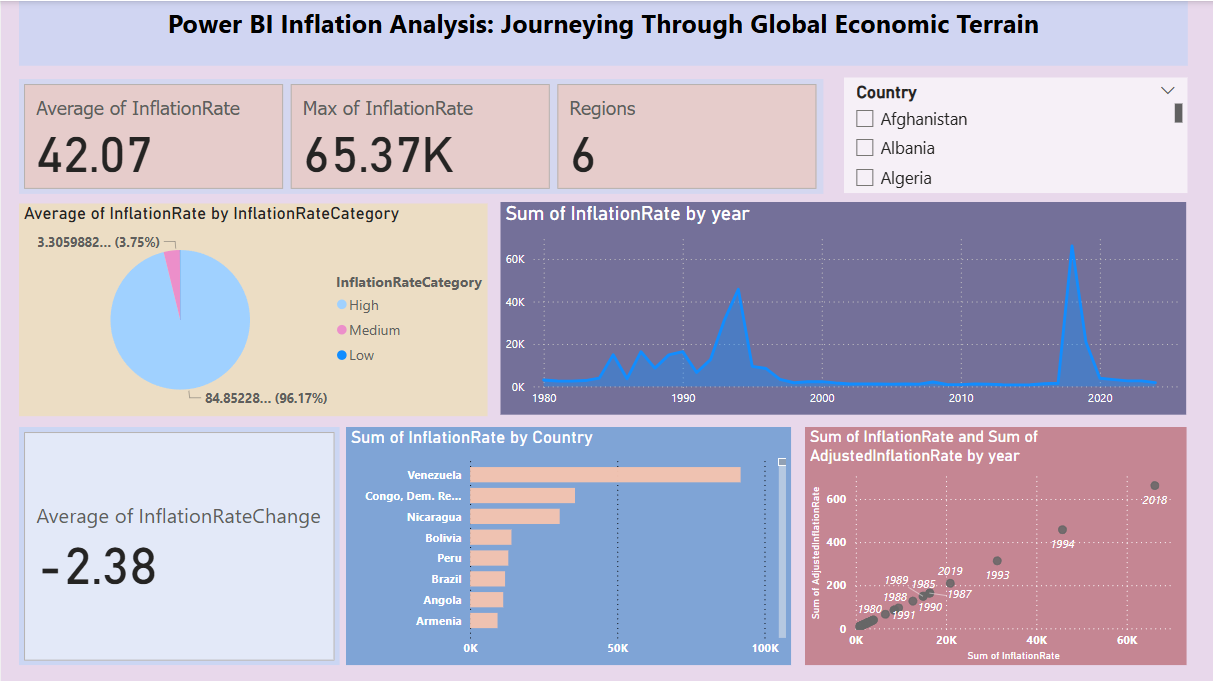 Power BI Inflation Analysis: Journeying Through Global Economic Terrain
Average of InflationRate
42.07
Max of InflationRate
65.37K
Regions
6
Country
Afghanistan
Albania
Algeria
Average of InflationRate by InflationRateCategory
3.3059882... (3.75%)
84.85228... (96.17%)
InflationRateCategory
High
Medium
Low
Sum of InflationRate by year
60K
40K
20K
0K
1980
1990
2000
2010
2020
Average of InflationRateChange
-2.38
Sum of InflationRate by Country
Venezuela
Congo, Dem. Re...
Nicaragua
Bolivia
Peru
Brazil
Angola
Armenia
0K
50K
100K
Sum of InflationRate and Sum of
AdjustedInflationRate by year
Sum of AdjustedInflationRate
600
400
200
0
2018
1994
1993
2019
1989
1985
1987
1988
1990
1980
1991
0K
20K
40K
60K
Sum of InflationRate